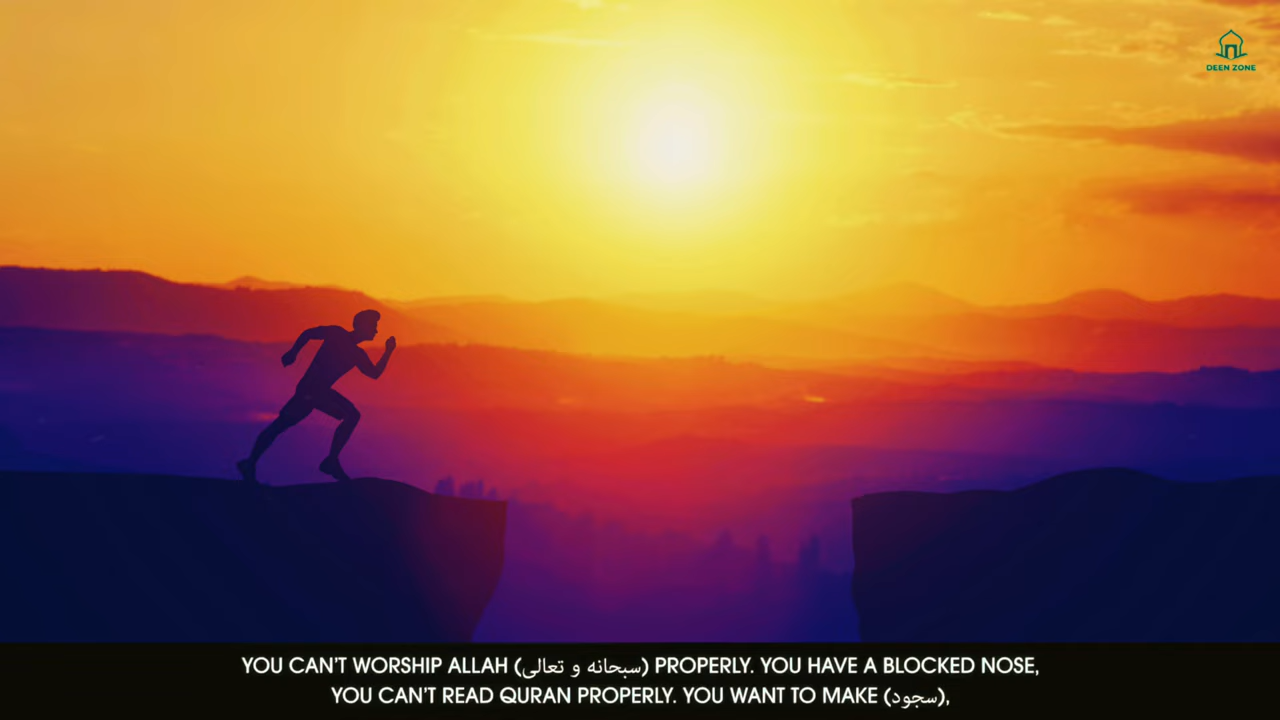 DEEN ZONE
YOU CAN'T WORSHIP ALLAH (سبحانه و تعالى) PROPERLY. YOU HAVE A BLOCKED NOSE,
YOU CAN'T READ QURAN PROPERLY. YOU WANT TO MAKE (سجود),